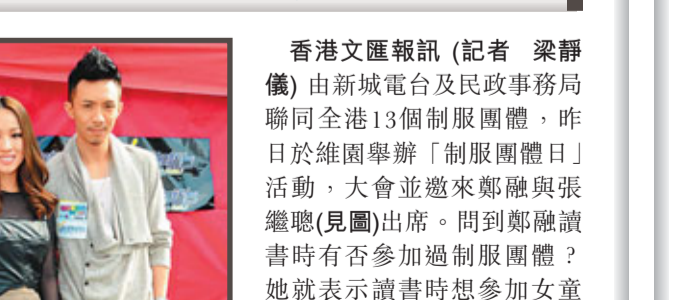 香港文匯報訊 (記者　梁靜
儀) 由新城電台及民政事務局
聯同全港13個制服團體，昨
日於維園舉辦「制服團體日」
活動，大會並邀來鄭融與張
繼聰(見圖)出席。問到鄭融讀
書時有否參加過制服團體？
她就表示讀書時想參加女童